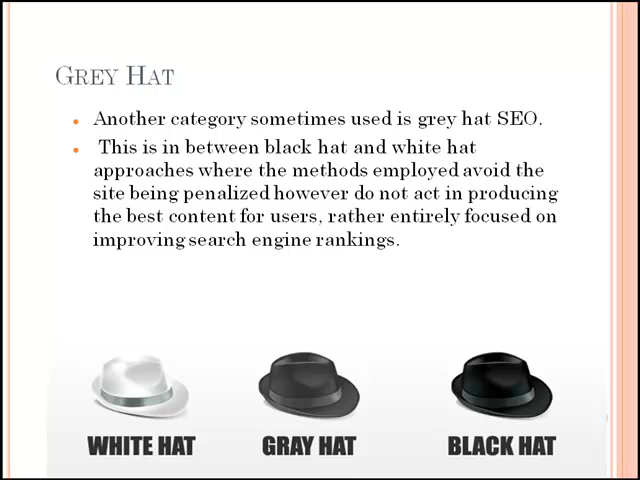 GREY HAT
Another category sometimes used is grey hat SEO.
This is in between black hat and white hat
approaches where the methods employed avoid the
site being penalized however do not act in producing
the best content for users, rather entirely focused on
improving search engine rankings.
WHITE HAT
GRAY HAT
BLACK HAT